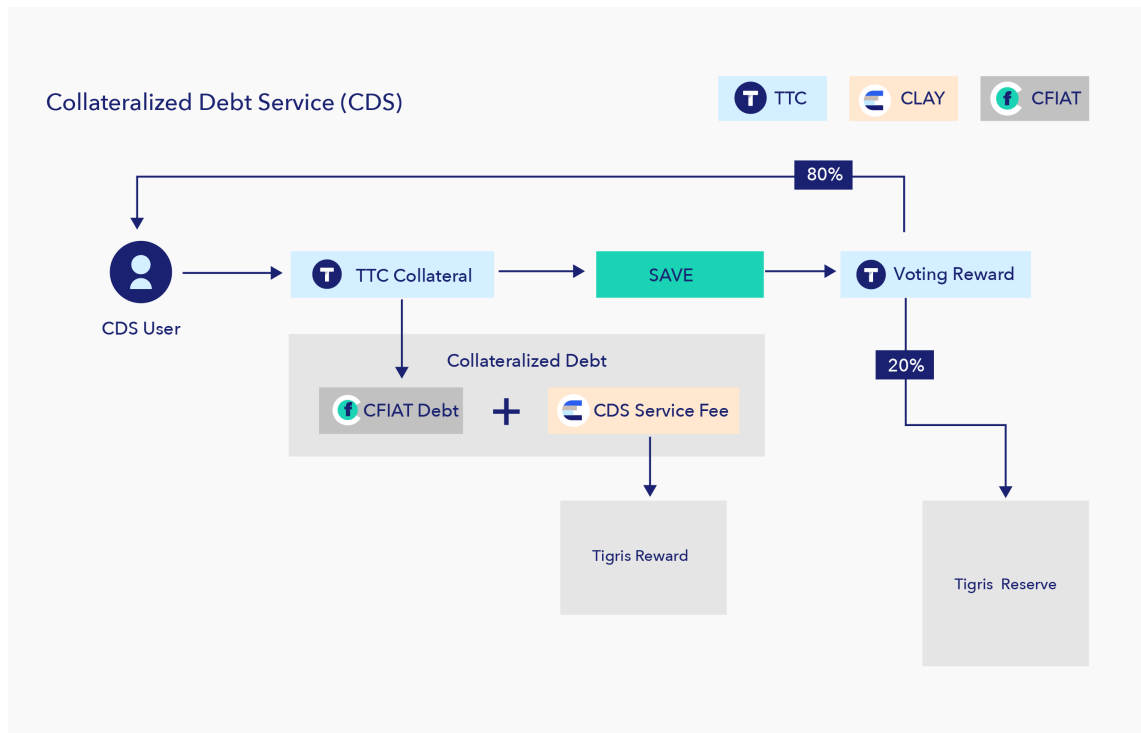 Collateralized Debt Service (CDS)
T TTC
CLAY
f CFIAT
80%
T TTC Collateral
SAVE
T Voting Reward
CDS User
20%
Collateralized Debt
f CFIAT Debt
+
CDS Service Fee
Tigris Reward
Tigris Reserve